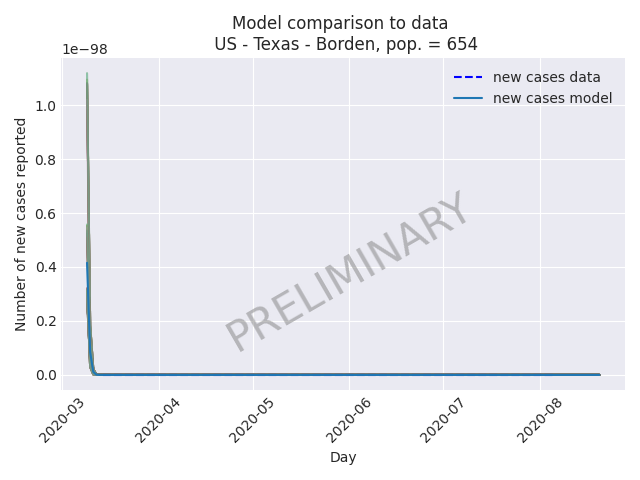 Model comparison to data
US - Texas - Borden, pop. = 654
1e−98
new cases data
new cases model
1.0
0.8
0.6
0.4
0.2
0.0
Number of new cases reported
PRELIMINARY
2020-03
2020-04
2020-05
2020-06
2020-07
2020-08
Day